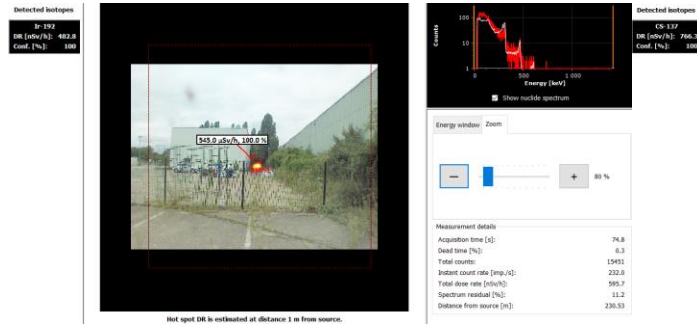 Detected isotopes
Ir-192
DR [nSv/h]: 482.8
Conf. [%]: 100
545.0 µSv/h, 100.0 %
Hot spot DR is estimated at distance 1 m from source.
Counts
100
10
1
0
500
1 000
Energy [keV]
Show nuclide spectrum
Energy window
Zoom
80 %
Measurement details
Acquisition time [s]: 74.8
Dead time [%]: 0.3
Total counts: 15451
Instant count rate [imp./s]: 232.0
Total dose rate [nSv/h]: 595.7
Spectrum residual [%]: 11.2
Distance from source [m]: 230.53
Detected isotopes
CS-137
DR [nSv/h]: 766.3
Conf. [%]: 100